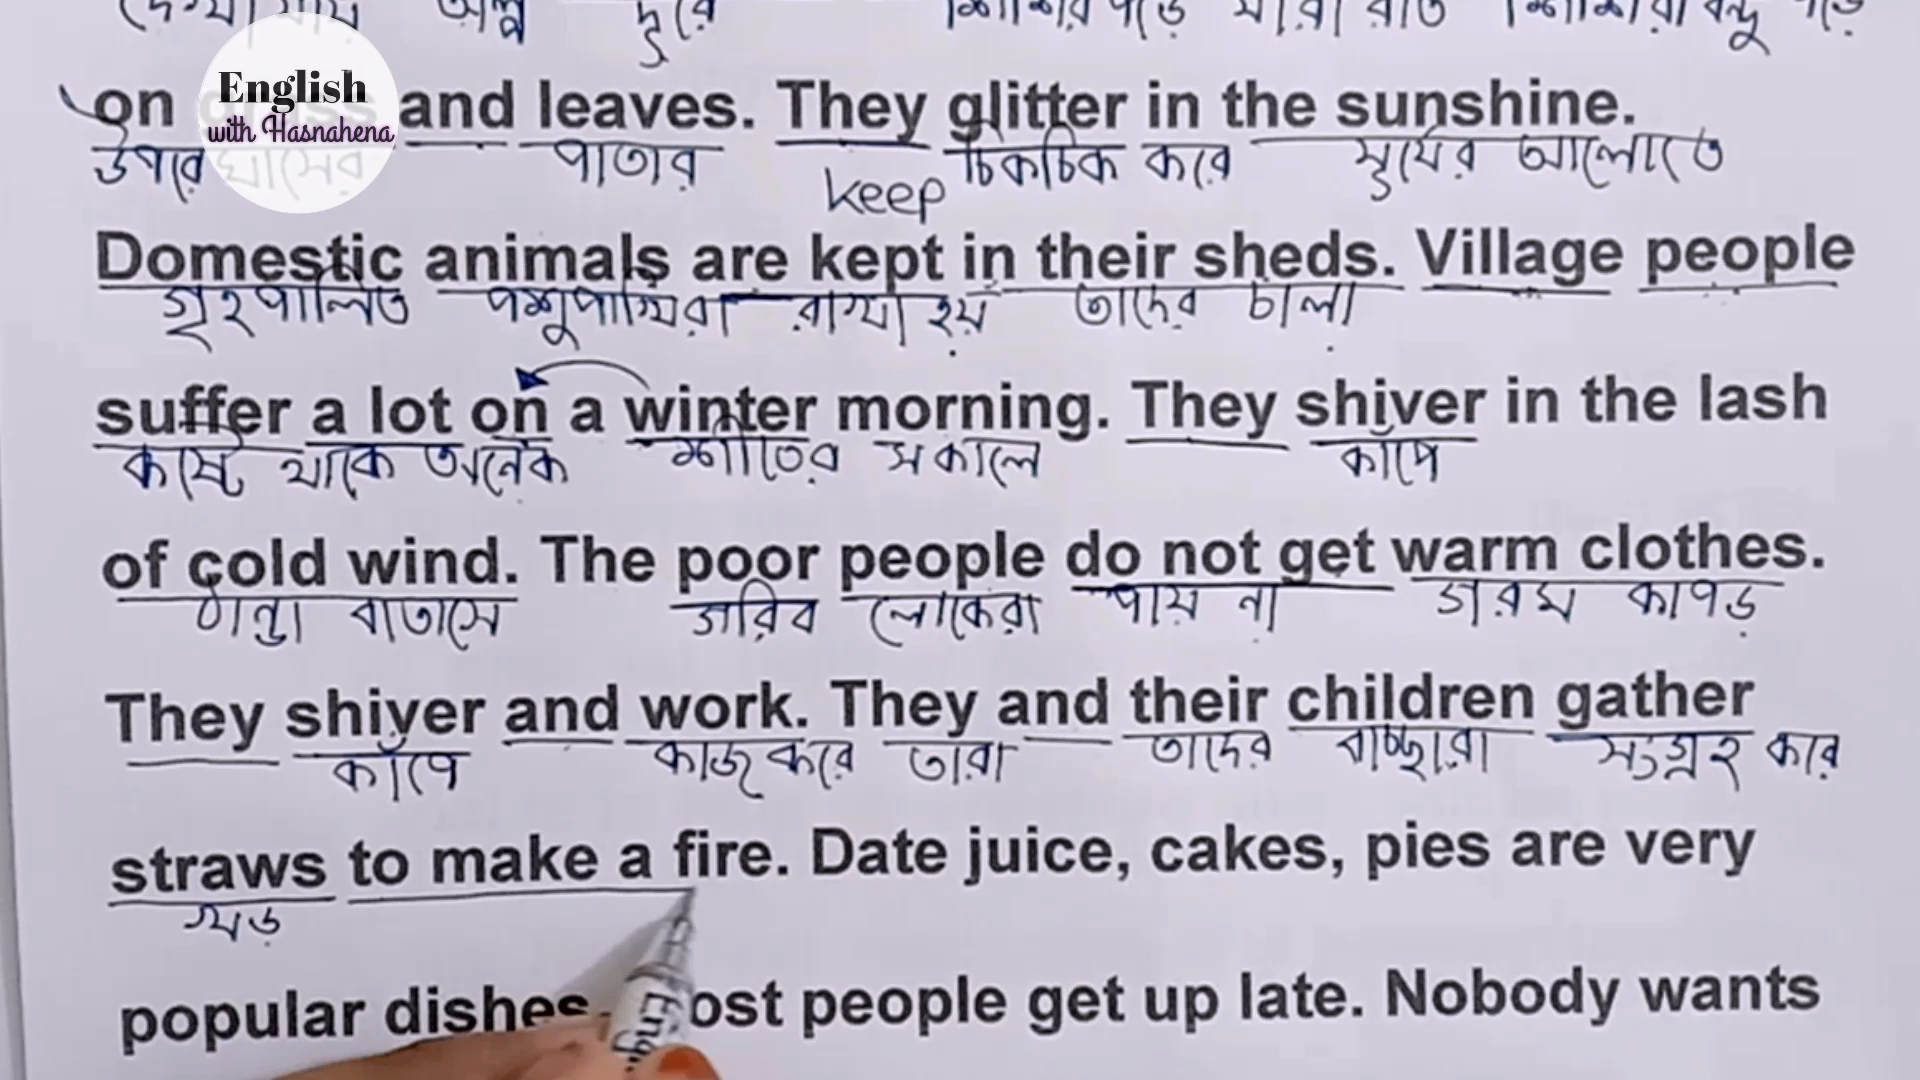 দূরে
English
with Hasnahena
on grass and leaves. They glitter in the sunshine.
উপরে ঘাসের পাতার চিকচিক করে সূর্যের আলোতে
keep
Domestic animals are kept in their sheds. Village people
গৃহপালিত পশুপাখিরা রাখা হয় তাদের চালা
suffer a lot on a winter morning. They shiver in the lash
কষ্টে থাকে অনেক শীতের সকালে কাঁপে
of cold wind. The poor people do not get warm clothes.
ঠান্ডা বাতাসে গরিব লোকেরা পায় না গরম কাপড়
They shiver and work. They and their children gather
কাঁপে কাজ করে তারা তাদের বাচ্ছারা সংগ্রহ করে
straws to make a fire. Date juice, cakes, pies are very
খড়
popular dishes. ost people get up late. Nobody wants
Eng